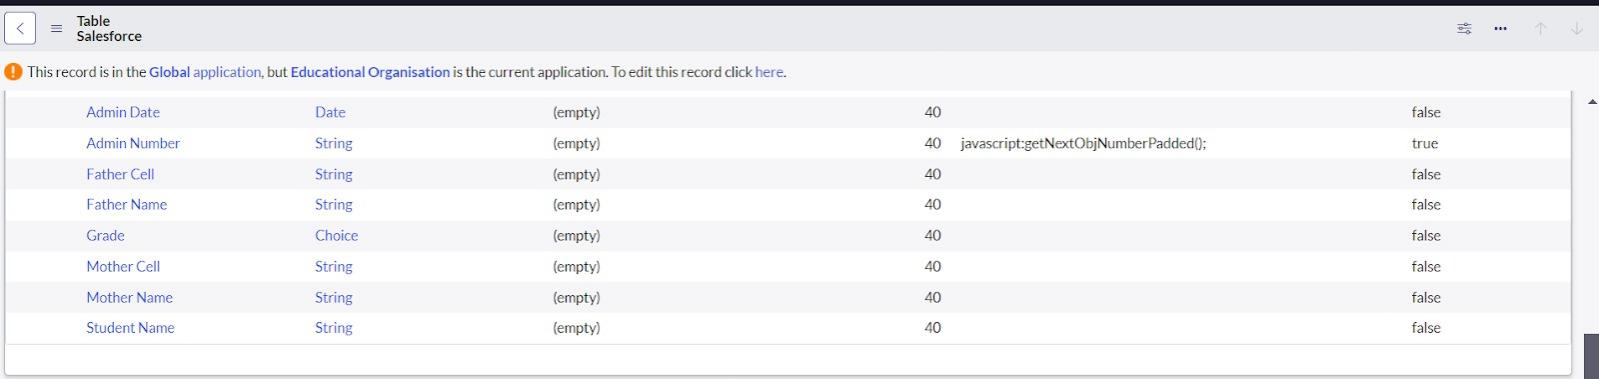 Table
Salesforce
This record is in the Global application, but Educational Organisation is the current application. To edit this record click here.
Admin Date Date (empty) 40 false
Admin Number String (empty) 40 javascript:getNextObjNumberPadded(); true
Father Cell String (empty) 40 false
Father Name String (empty) 40 false
Grade Choice (empty) 40 false
Mother Cell String (empty) 40 false
Mother Name String (empty) 40 false
Student Name String (empty) 40 false